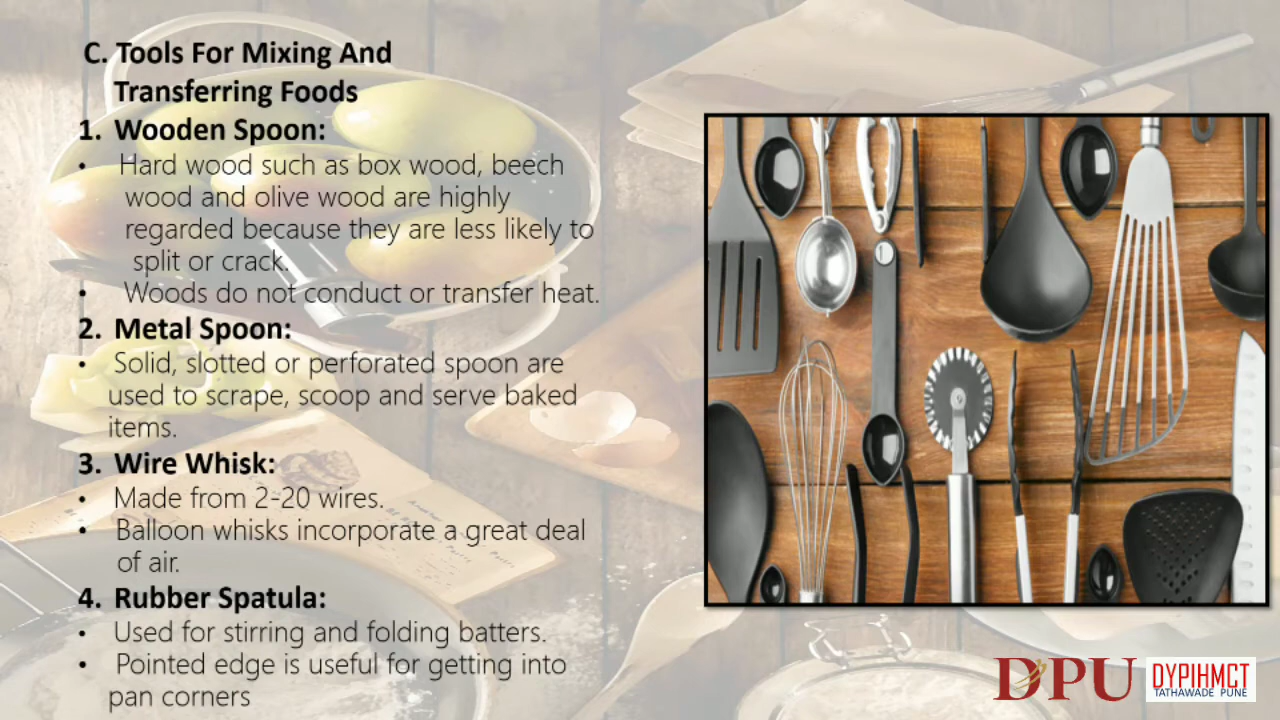 C. Tools For Mixing And
Transferring Foods
1. Wooden Spoon:
• Hard wood such as box wood, beech
wood and olive wood are highly
regarded because they are less likely to
split or crack.
• Woods do not conduct or transfer heat.
2. Metal Spoon:
• Solid, slotted or perforated spoon are
used to scrape, scoop and serve baked
items.
3. Wire Whisk:
• Made from 2-20 wires.
• Balloon whisks incorporate a great deal
of air.
4. Rubber Spatula:
• Used for stirring and folding batters.
• Pointed edge is useful for getting into
pan corners
DPU
DYPIHMCT
TATHAWADE PUNE